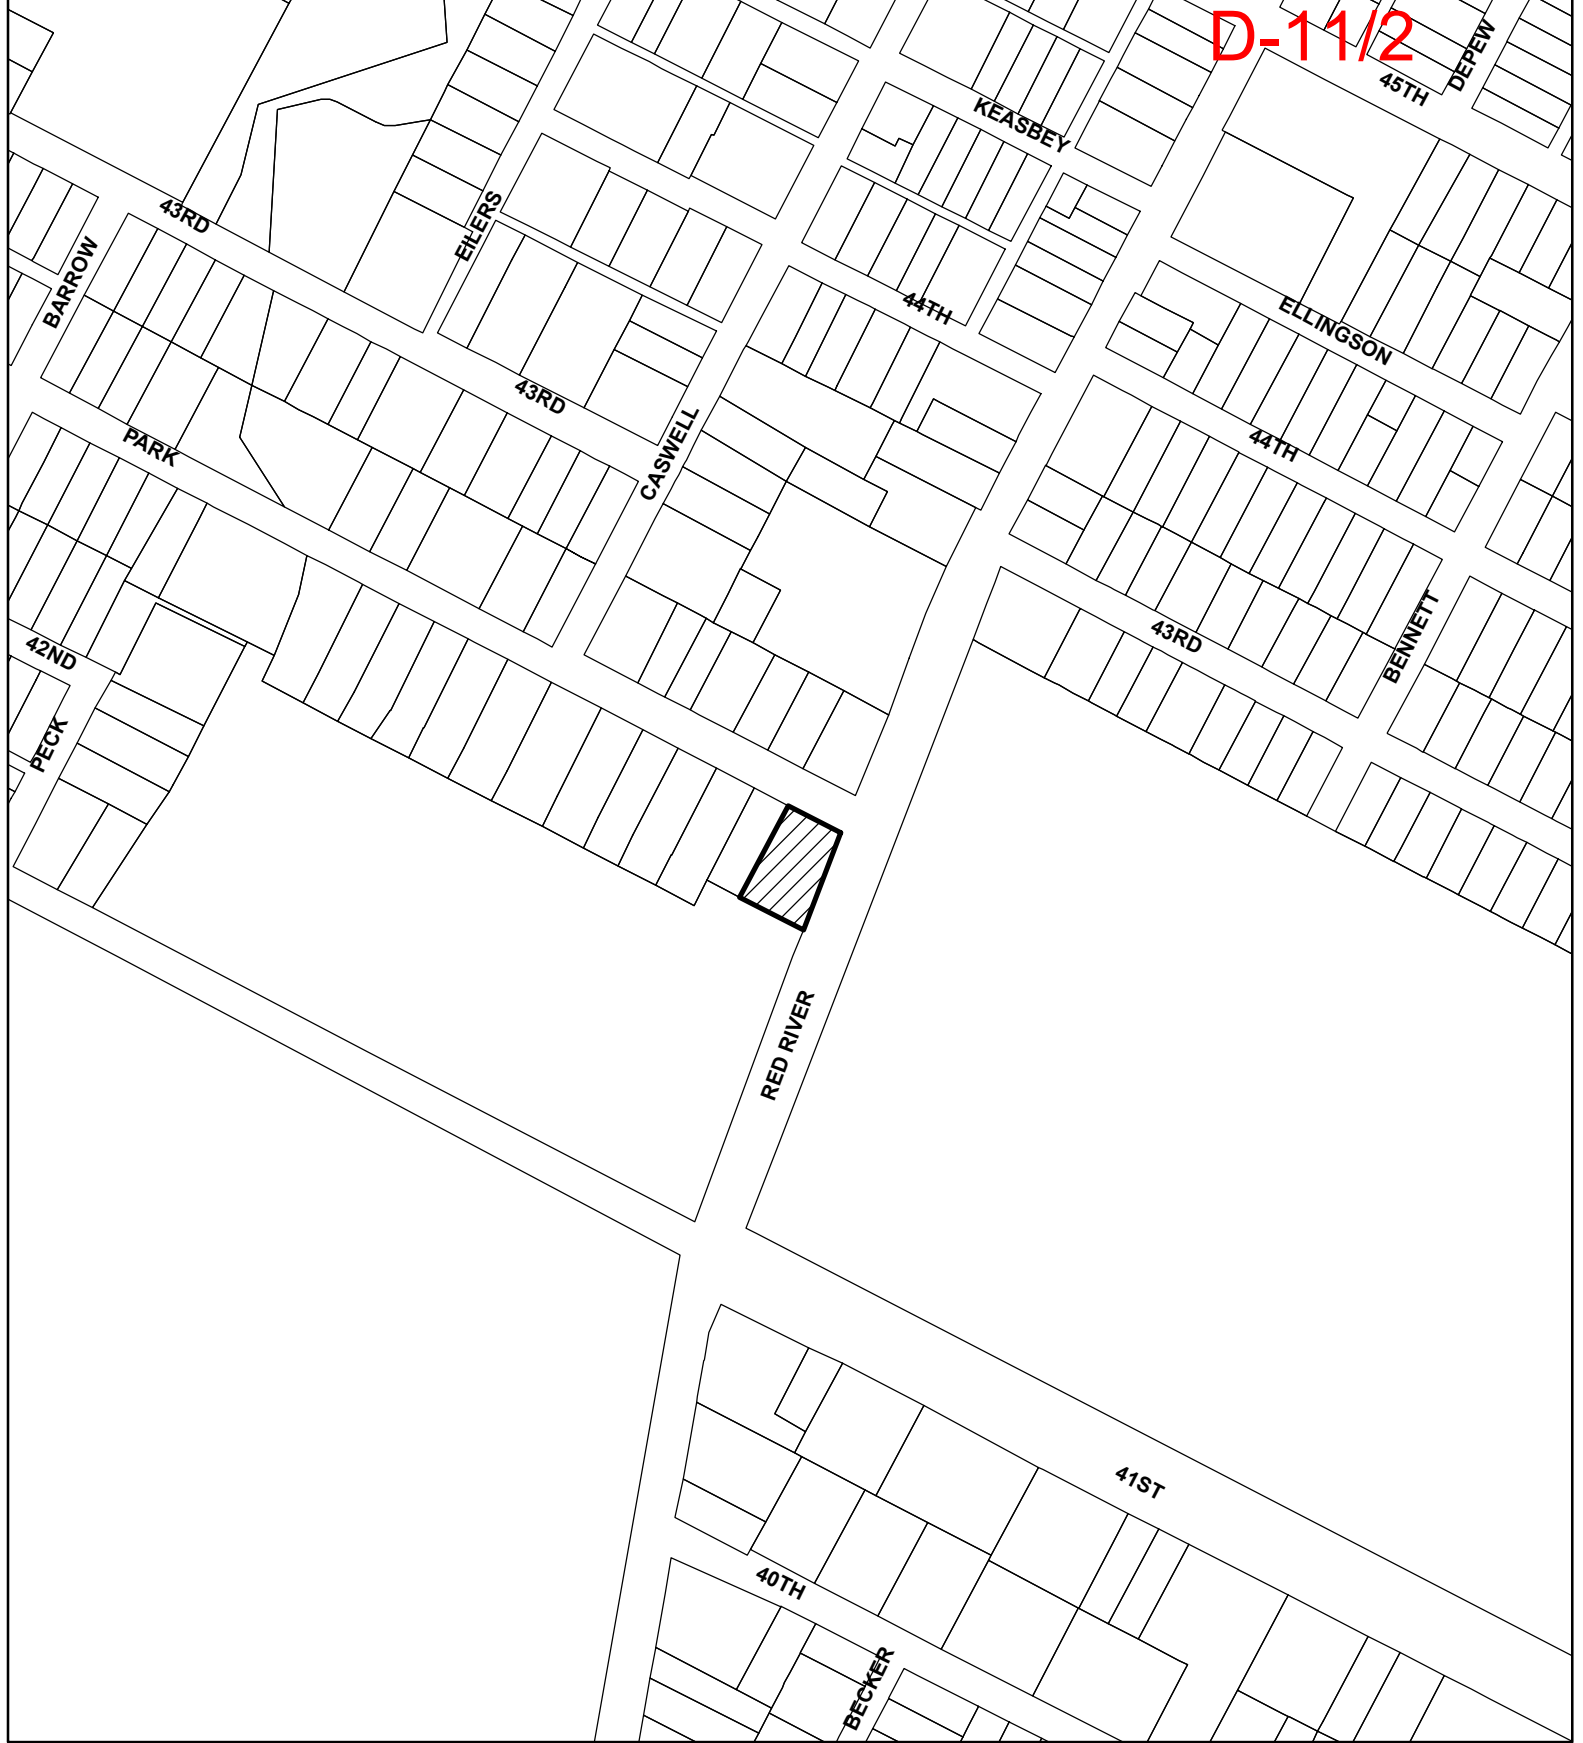 D-11/2
DEPEW
45TH
KEASBEY
43RD
EILERS
BARROW
44TH
ELLINGSON
43RD
PARK
CASWELL
44TH
42ND
43RD
BENNETT
PECK
RED RIVER
41ST
40TH
BECKER